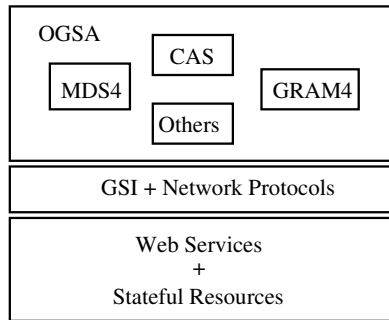 OGSA
CAS
MDS4
GRAM4
Others
GSI + Network Protocols
Web Services
+
Stateful Resources